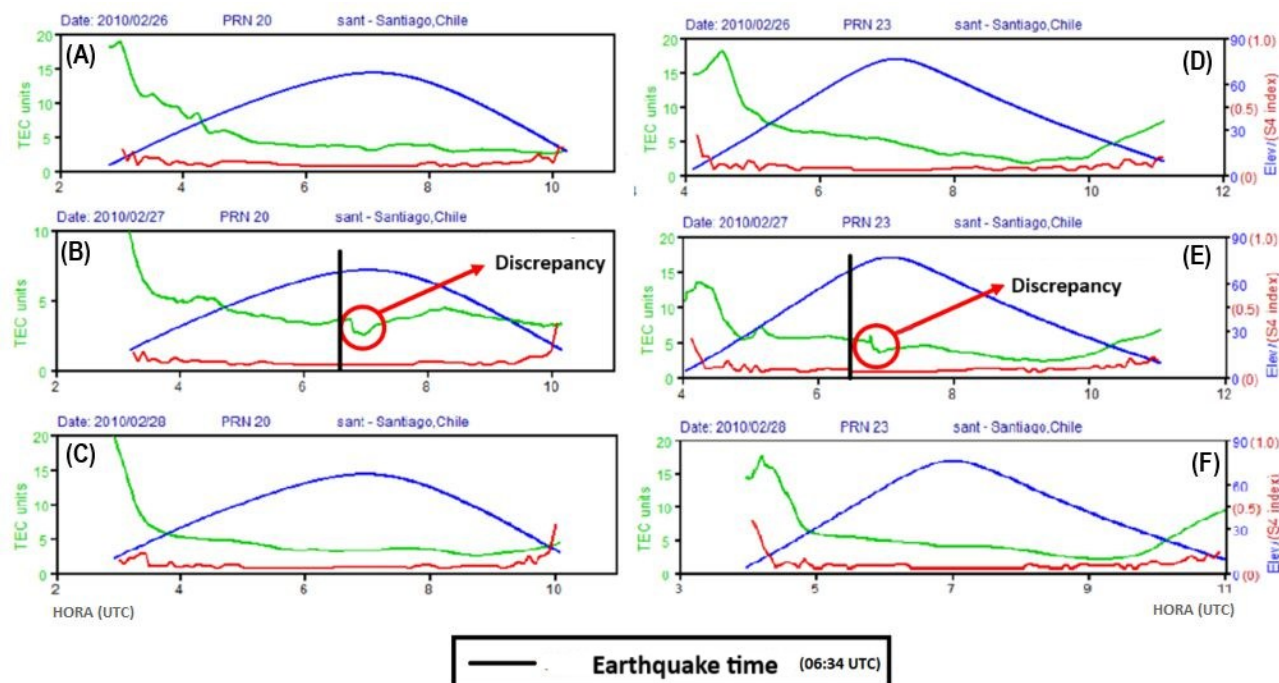 Date: 2010/02/26 PRN 20 sant - Santiago,Chile
(A)
TEC units
20
15
10
5
0
2 4 6 8 10
Date: 2010/02/26 PRN 23 sant - Santiago,Chile
(D)
TEC units
20
15
10
5
0
4 6 8 10 12
90 (1.0)
60
(0.5)
30
0 (0)
Elev/(S4 index)
Date: 2010/02/27 PRN 20 sant - Santiago,Chile
(B)
Discrepancy
TEC units
10
5
0
2 4 6 8 10
Date: 2010/02/27 PRN 23 sant - Santiago,Chile
(E)
Discrepancy
TEC units
20
15
10
5
0
4 6 8 10 12
90 (1.0)
60
(0.5)
30
0 (0)
Elev/(S4 index)
Date: 2010/02/28 PRN 20 sant - Santiago,Chile
(C)
TEC units
20
15
10
5
0
2 4 6 8 10
HORA (UTC)
Date: 2010/02/28 PRN 23 sant - Santiago,Chile
(F)
TEC units
20
15
10
5
0
3 5 7 9 11
90 (1.0)
60
(0.5)
30
0 (0)
Elev/(S4 index)
HORA (UTC)
Earthquake time (06:34 UTC)